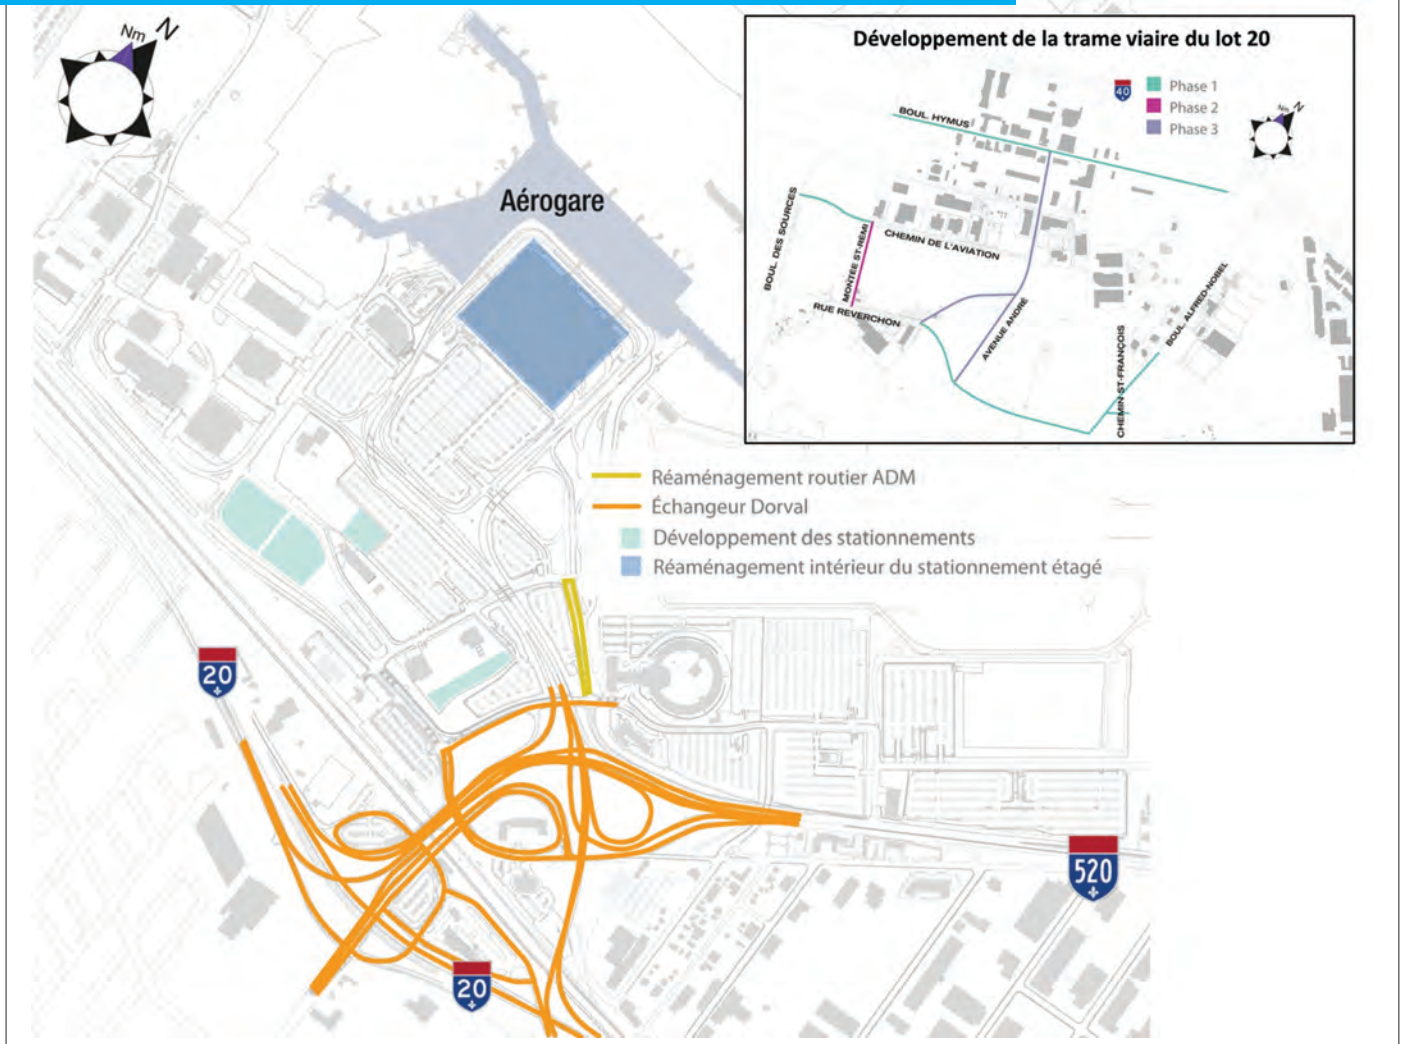 Nm N
Aérogare
Développement de la trame viaire du lot 20
40
Phase 1
Phase 2
Phase 3
Nm N
BOUL. HYMUS
BOUL. DES SOURCES
MONTÉE ST-RÉMI
CHEMIN DE L'AVIATION
RUE REVERCHON
AVENUE ANDRÉ
CHEMIN ST-FRANÇOIS
BOUL. ALFRED-NOBEL
Réaménagement routier ADM
Échangeur Dorval
Développement des stationnements
Réaménagement intérieur du stationnement étagé
20
520
20